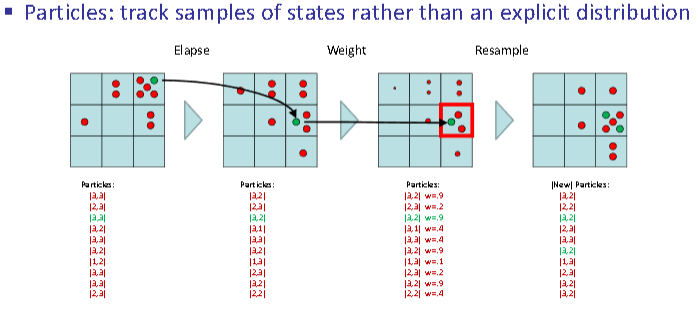 ▪ Particles: track samples of states rather than an explicit distribution
Elapse
Weight
Resample
Particles:
(3,3)
(2,3)
(3,3)
(3,2)
(3,3)
(3,2)
(1,2)
(3,3)
(3,3)
(2,3)
Particles:
(3,2)
(2,3)
(3,2)
(3,1)
(3,3)
(3,2)
(1,3)
(2,3)
(3,2)
(2,2)
Particles:
(3,2) w=.9
(2,3) w=.2
(3,2) w=.9
(3,1) w=.4
(3,3) w=.4
(3,2) w=.9
(1,3) w=.1
(2,3) w=.2
(3,2) w=.9
(2,2) w=.4
(New) Particles:
(3,2)
(2,2)
(3,2)
(2,3)
(3,3)
(3,2)
(1,3)
(2,3)
(3,2)
(3,2)